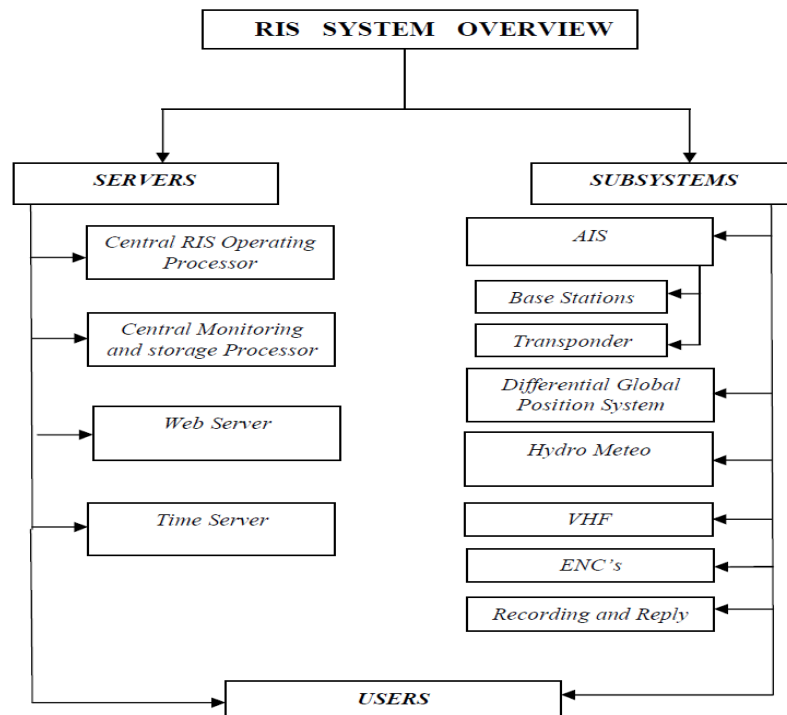 RIS SYSTEM OVERVIEW
SERVERS
SUBSYSTEMS
Central RIS Operating
Processor
Central Monitoring
and storage Processor
Web Server
Time Server
AIS
Base Stations
Transponder
Differential Global
Position System
Hydro Meteo
VHF
ENC's
Recording and Reply
USERS